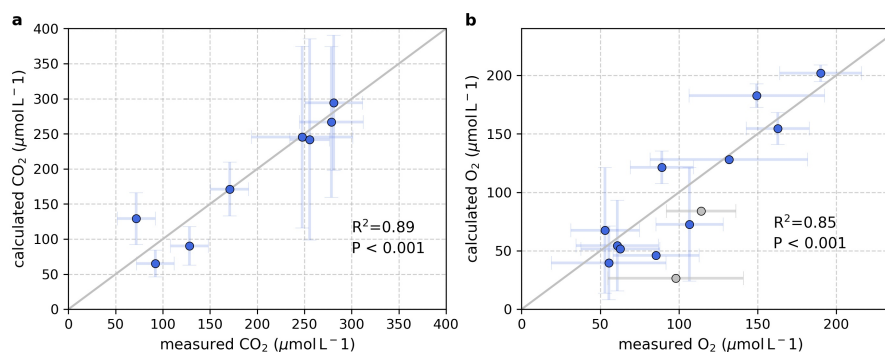 a
400
350
300
250
200
150
100
50
0
calculated CO₂ (μmol L⁻1)
0 50 100 150 200 250 300 350 400
measured CO₂ (μmol L⁻1)
R²=0.89
P < 0.001
b
200
150
100
50
0
calculated O₂ (μmol L⁻1)
0 50 100 150 200
measured O₂ (μmol L⁻1)
R²=0.85
P < 0.001